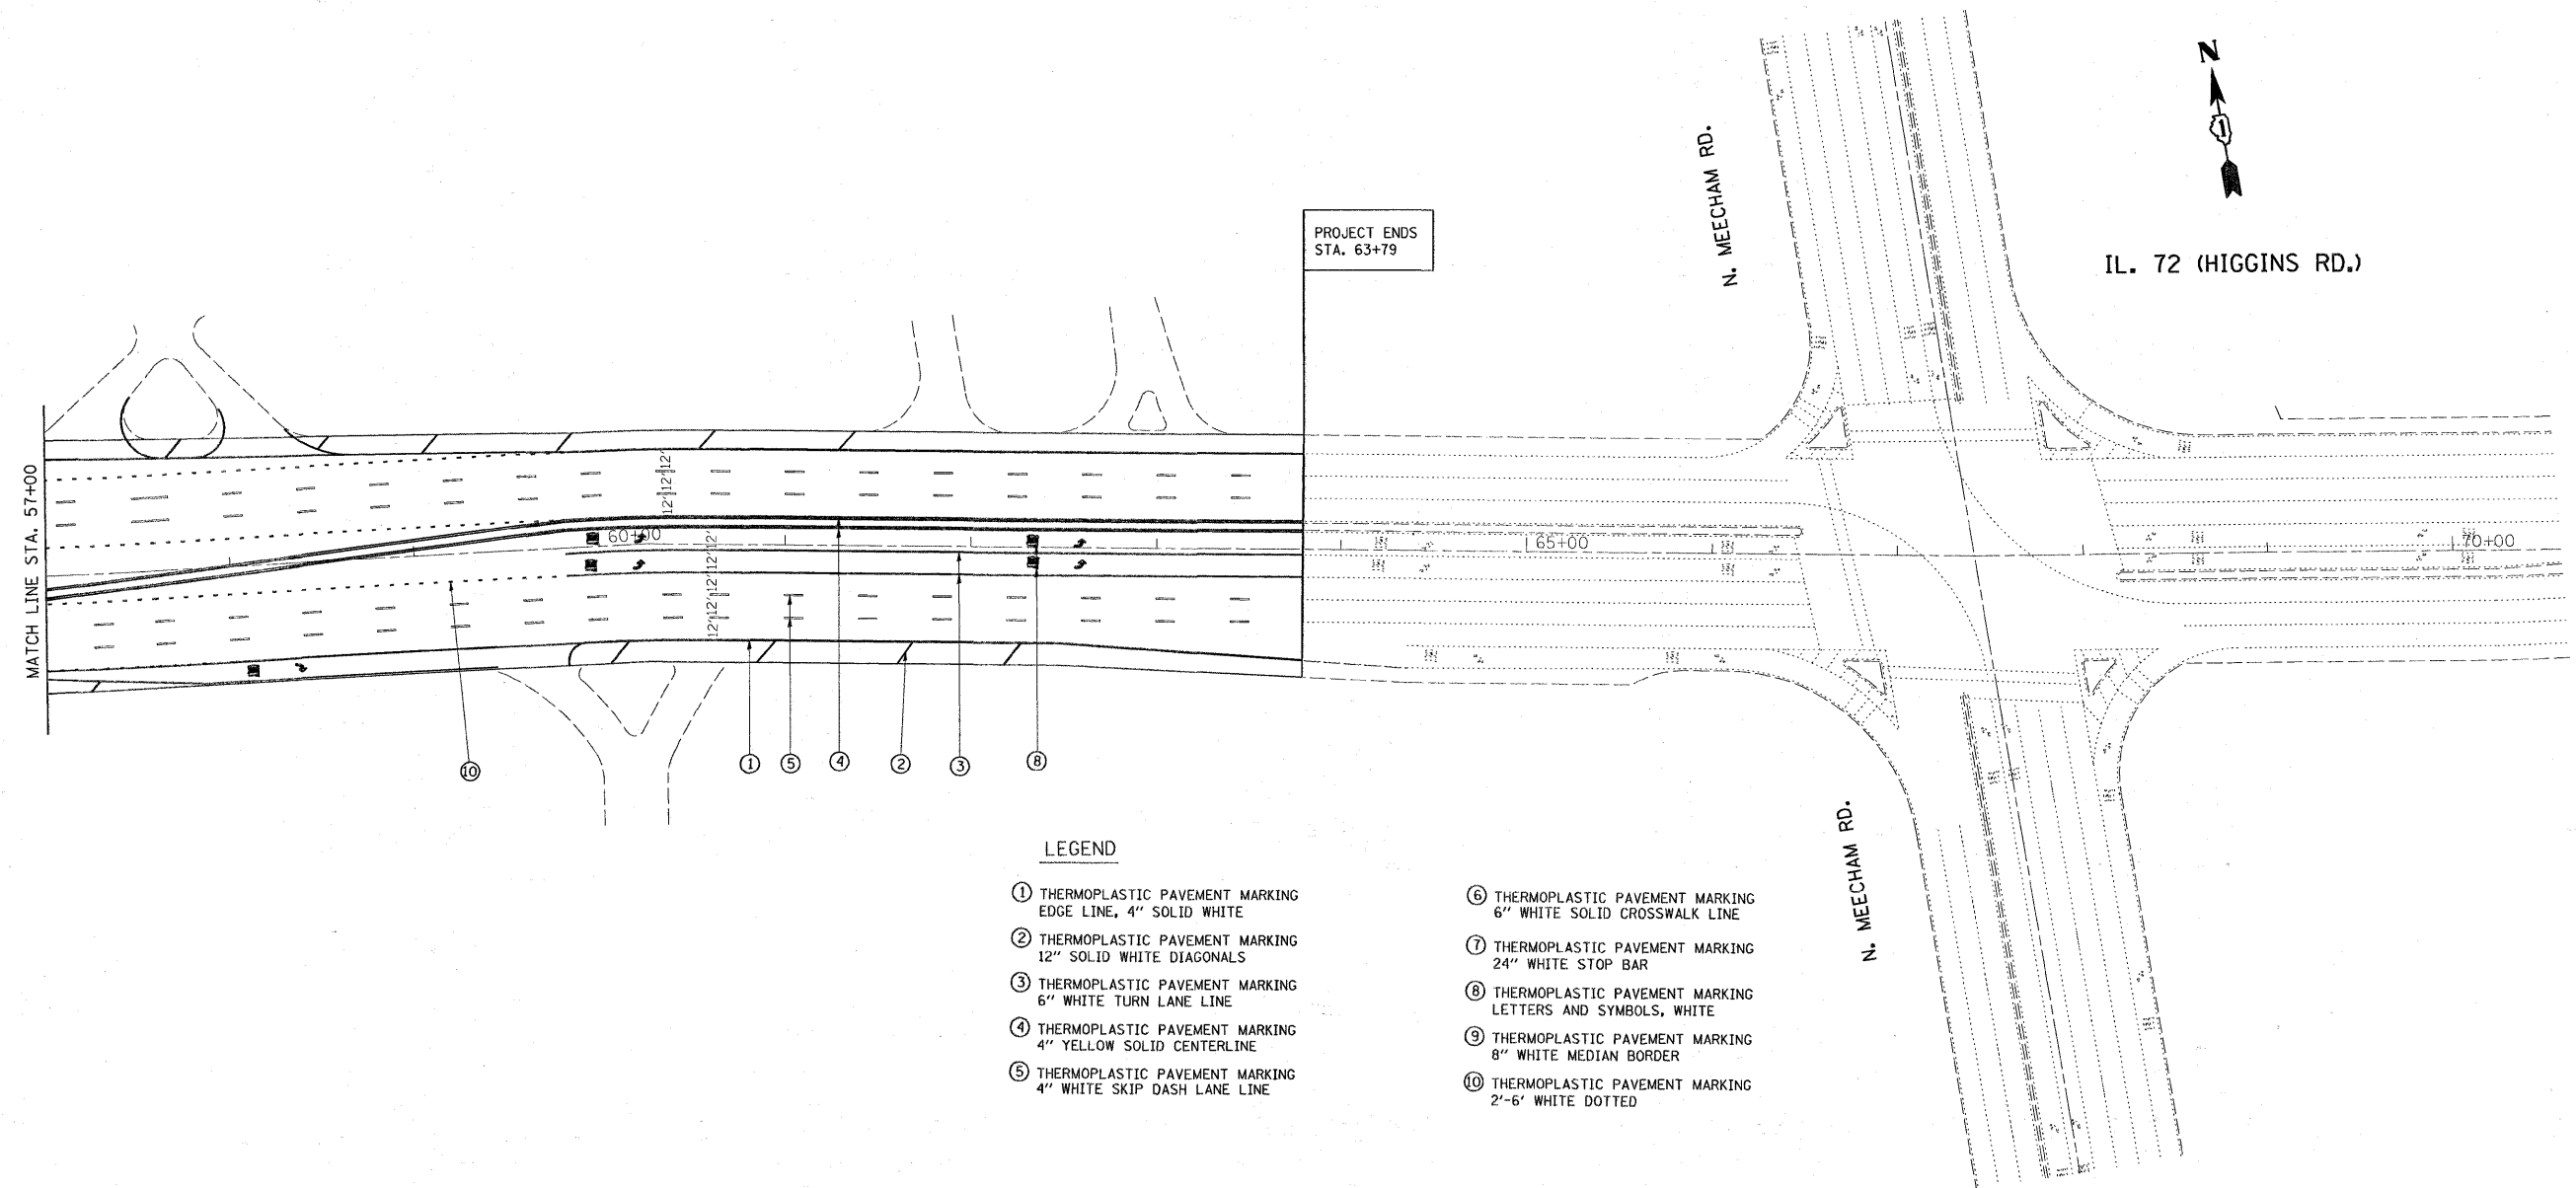 N
N. MEECHAM RD.
PROJECT ENDS
STA. 63+79
IL. 72 (HIGGINS RD.)
MATCH LINE STA. 57+00
12' 12' 12'
60+00
65+00
70+00
12' 12' 12' 12' 12'
10
1
5
4
2
3
8
N. MEECHAM RD.
LEGEND
1 THERMOPLASTIC PAVEMENT MARKING
EDGE LINE, 4" SOLID WHITE
2 THERMOPLASTIC PAVEMENT MARKING
12" SOLID WHITE DIAGONALS
3 THERMOPLASTIC PAVEMENT MARKING
6" WHITE TURN LANE LINE
4 THERMOPLASTIC PAVEMENT MARKING
4" YELLOW SOLID CENTERLINE
5 THERMOPLASTIC PAVEMENT MARKING
4" WHITE SKIP DASH LANE LINE
6 THERMOPLASTIC PAVEMENT MARKING
6" WHITE SOLID CROSSWALK LINE
7 THERMOPLASTIC PAVEMENT MARKING
24" WHITE STOP BAR
8 THERMOPLASTIC PAVEMENT MARKING
LETTERS AND SYMBOLS, WHITE
9 THERMOPLASTIC PAVEMENT MARKING
8" WHITE MEDIAN BORDER
10 THERMOPLASTIC PAVEMENT MARKING
2'-6' WHITE DOTTED